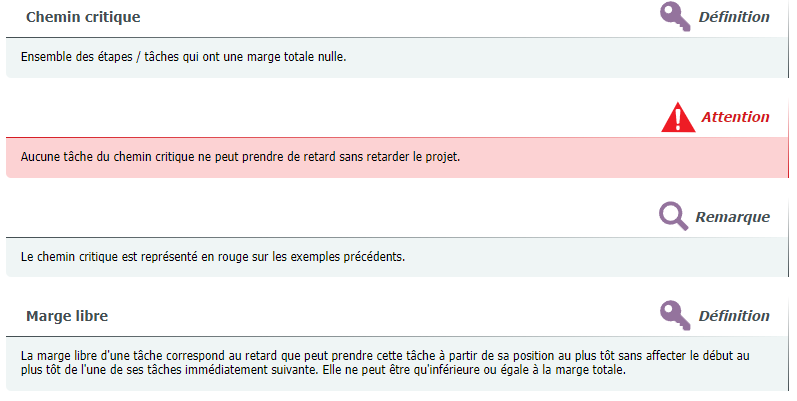 Chemin critique
Définition
Ensemble des étapes / tâches qui ont une marge totale nulle.
Attention
Aucune tâche du chemin critique ne peut prendre de retard sans retarder le projet.
Remarque
Le chemin critique est représenté en rouge sur les exemples précédents.
Marge libre
Définition
La marge libre d'une tâche correspond au retard que peut prendre cette tâche à partir de sa position au plus tôt sans affecter le début au
plus tôt de l'une de ses tâches immédiatement suivante. Elle ne peut être qu'inférieure ou égale à la marge totale.